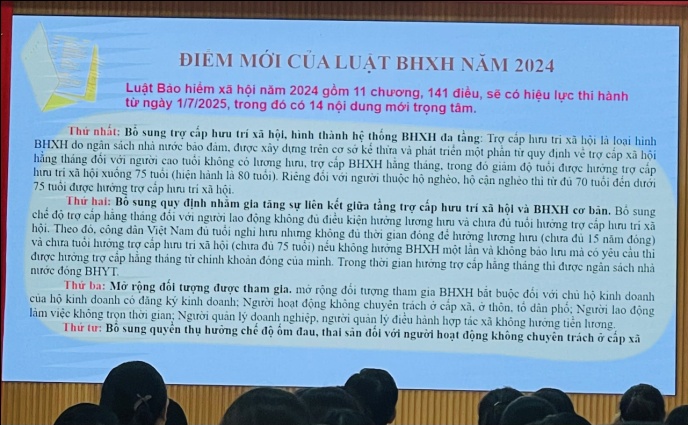 ĐIỂM MỚI CỦA LUẬT BHXH NĂM 2024
Luật Bảo hiểm xã hội năm 2024 gồm 11 chương, 141 điều, sẽ có hiệu lực thi hành
từ ngày 1/7/2025, trong đó có 14 nội dung mới trọng tâm.
Thứ nhất: Bổ sung trợ cấp hưu trí xã hội, hình thành hệ thống BHXH đa tầng: Trợ cấp hưu trí xã hội là loại hình
BHXH do ngân sách nhà nước bảo đảm, được xây dựng trên cơ sở kế thừa và phát triển một phần từ quy định về trợ cấp xã hội
hằng tháng đối với người cao tuổi không có lương hưu, trợ cấp BHXH hằng tháng, trong đó giảm độ tuổi được hưởng trợ cấp
hưu trí xã hội xuống 75 tuổi (hiện hành là 80 tuổi). Riêng đối với người thuộc hộ nghèo, hộ cận nghèo thì từ đủ 70 tuổi đến dưới
75 tuổi được hưởng trợ cấp hưu trí xã hội.
Thứ hai: Bổ sung quy định nhằm gia tăng sự liên kết giữa tầng trợ cấp hưu trí xã hội và BHXH cơ bản. Bổ sung
chế độ trợ cấp hằng tháng đối với người lao động không đủ điều kiện hưởng lương hưu và chưa đủ tuổi hưởng trợ cấp hưu trí xã
hội. Theo đó, công dân Việt Nam đủ tuổi nghỉ hưu nhưng không đủ thời gian đóng để hưởng lương hưu (chưa đủ 15 năm đóng)
và chưa tuổi hưởng trợ cấp hưu trí xã hội (chưa đủ 75 tuổi) nếu không hưởng BHXH một lần và không bảo lưu mà có yêu cầu thì
được hưởng trợ cấp hằng tháng từ chính khoản đóng của mình. Trong thời gian hưởng trợ cấp hằng tháng thì được ngân sách nhà
nước đóng BHYT.
Thứ ba: Mở rộng đối tượng được tham gia. mở rộng đối tượng tham gia BHXH bắt buộc đối với chủ hộ kinh doanh
của hộ kinh doanh có đăng ký kinh doanh; Người hoạt động không chuyên trách ở cấp xã, ở thôn, tổ dân phố; Người lao động
làm việc không trọn thời gian; Người quản lý doanh nghiệp, người quản lý điều hành hợp tác xã không hưởng tiền lương.
Thứ tư: Bổ sung quyền thụ hưởng chế độ ốm đau, thai sản đối với người hoạt động không chuyên trách ở cấp xã